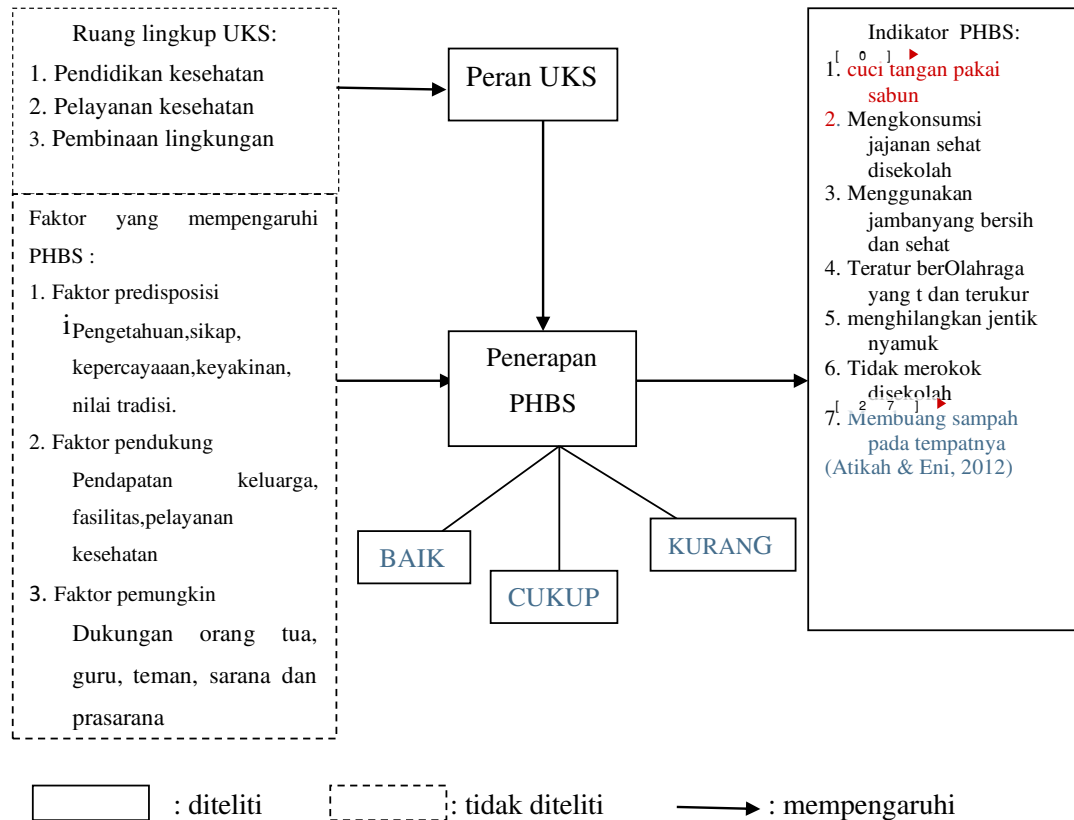 Ruang lingkup UKS:
1. Pendidikan kesehatan
2. Pelayanan kesehatan
3. Pembinaan lingkungan
Faktor yang mempengaruhi
PHBS :
1. Faktor predisposisi
iPengetahuan,sikap,
kepercayaaan,keyakinan,
nilai tradisi.
2. Faktor pendukung
Pendapatan keluarga,
fasilitas,pelayanan
kesehatan
3. Faktor pemungkin
Dukungan orang tua,
guru, teman, sarana dan
prasarana
Peran UKS
Penerapan
PHBS
BAIK
CUKUP
KURANG
Indikator PHBS:
[ 0 ]
1. cuci tangan pakai
sabun
2. Mengkonsumsi
jajanan sehat
disekolah
3. Menggunakan
jambanyang bersih
dan sehat
4. Teratur berOlahraga
yang t dan terukur
5. menghilangkan jentik
nyamuk
6. Tidak merokok
disekolah
[ 2 7 ]
7. Membuang sampah
pada tempatnya
(Atikah & Eni, 2012)
: diteliti
: tidak diteliti
: mempengaruhi